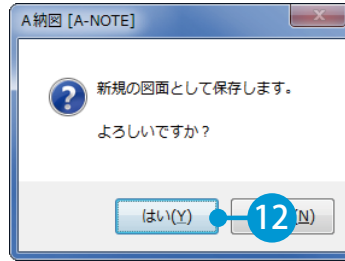 A納図 [A-NOTE]
新規の図面として保存します。
よろしいですか？
はい(Y)
12
(N)